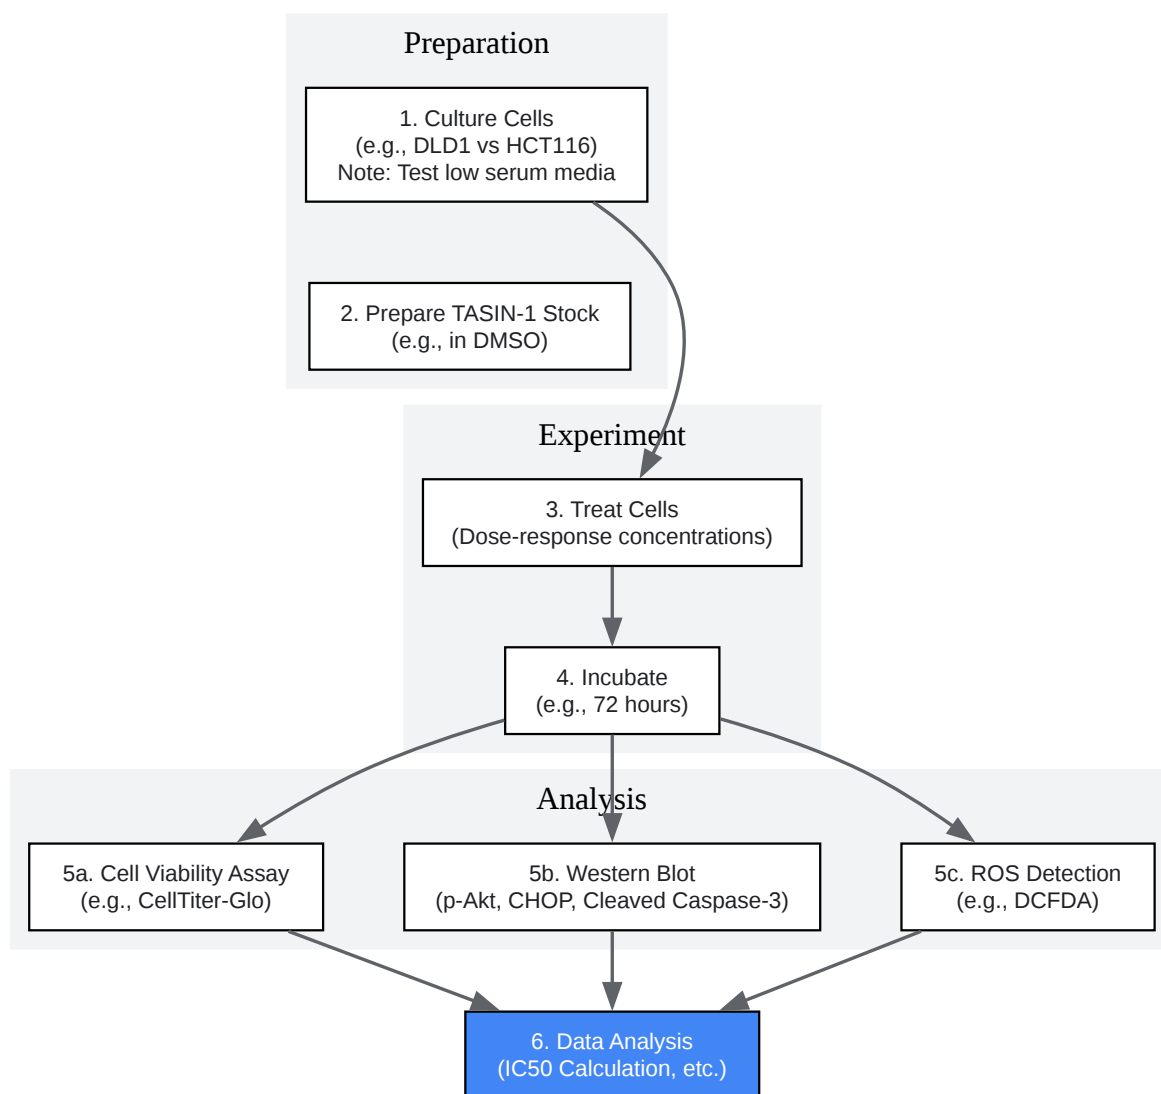 Preparation
1. Culture Cells
(e.g., DLD1 vs HCT116)
Note: Test low serum media
2. Prepare TASIN-1 Stock
(e.g., in DMSO)
Experiment
3. Treat Cells
(Dose-response concentrations)
4. Incubate
(e.g., 72 hours)
Analysis
5a. Cell Viability Assay
(e.g., CellTiter-Glo)
5b. Western Blot
(p-Akt, CHOP, Cleaved Caspase-3)
5c. ROS Detection
(e.g., DCFDA)
6. Data Analysis
(IC50 Calculation, etc.)